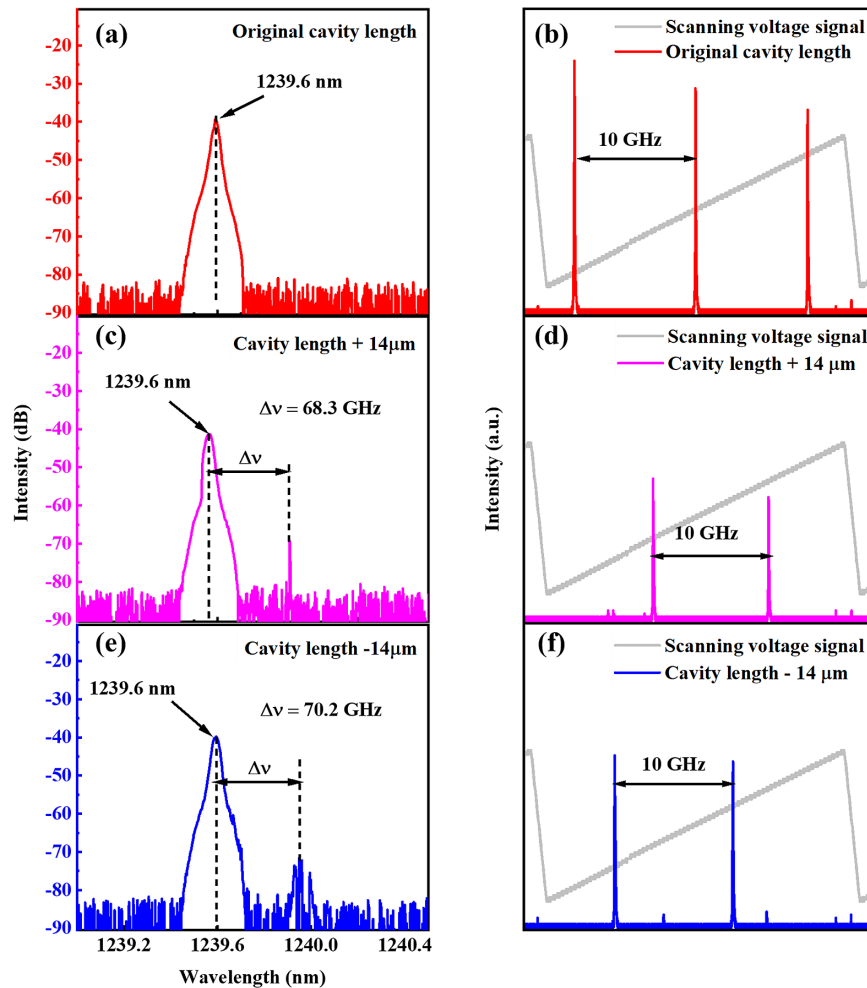 (a)
Original cavity length
1239.6 nm
-20
-30
-40
-50
-60
-70
-80
-90
(b)
Scanning voltage signal
Original cavity length
10 GHz
(c)
Cavity length + 14μm
1239.6 nm
Δν = 68.3 GHz
Δν
-20
-30
-40
-50
-60
-70
-80
-90
Intensity (dB)
(d)
Scanning voltage signal
Cavity length + 14 μm
10 GHz
Intensity (a.u.)
(e)
Cavity length -14μm
1239.6 nm
Δν = 70.2 GHz
Δν
-20
-30
-40
-50
-60
-70
-80
-90
1239.2 1239.6 1240.0 1240.4
Wavelength (nm)
(f)
Scanning voltage signal
Cavity length - 14 μm
10 GHz